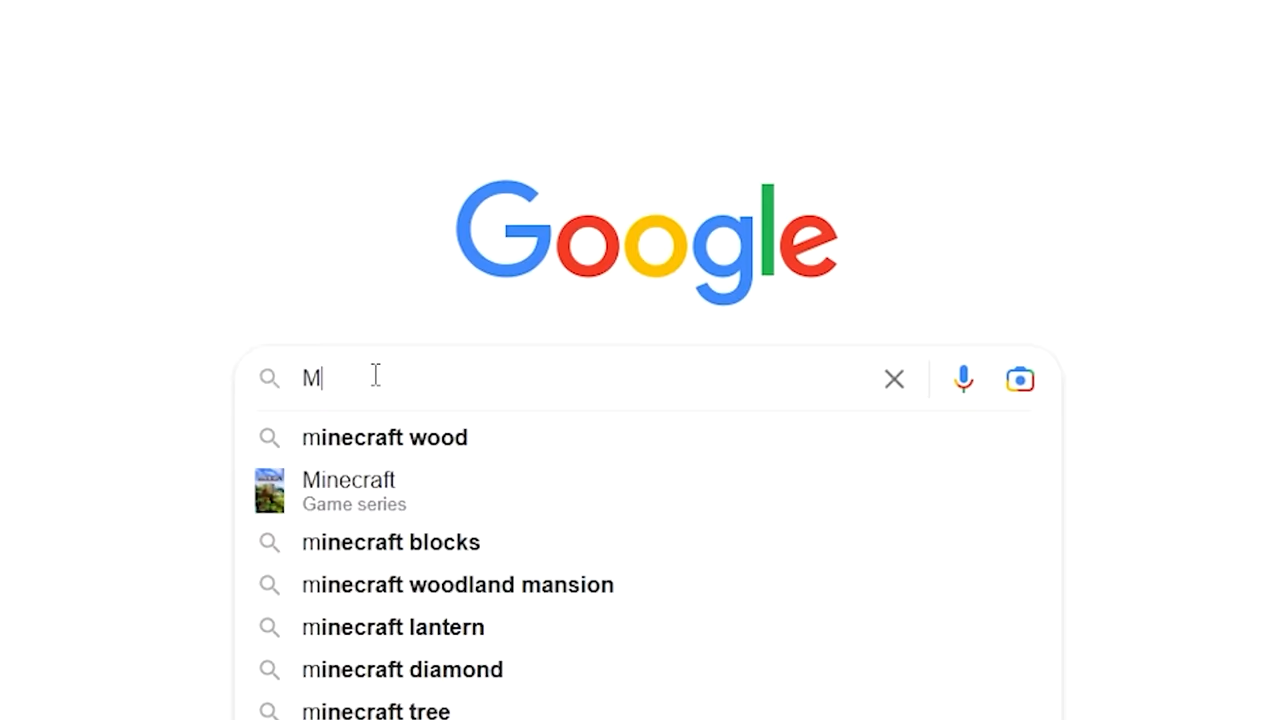 Google
M
minecraft wood
Minecraft
Game series
minecraft blocks
minecraft woodland mansion
minecraft lantern
minecraft diamond
minecraft tree